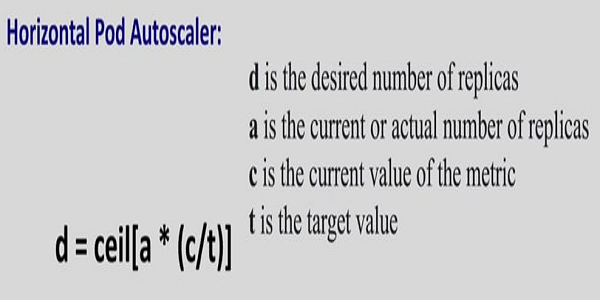 Horizontal Pod Autoscaler:
d is the desired number of replicas
a is the current or actual number of replicas
c is the current value of the metric
t is the target value
d = ceil[a * (c/t)]